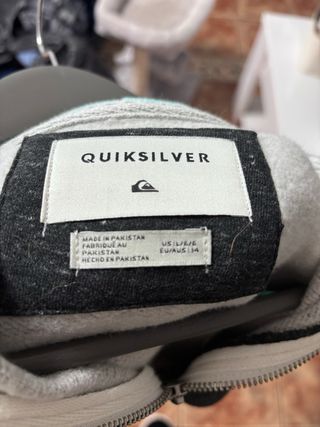 QUIKSILVER
MADE IN PAKISTAN
FABRIQUÉ AU
PAKISTAN
HECHO EN PAKISTAN
US|L/G/G
EU/AUS|14